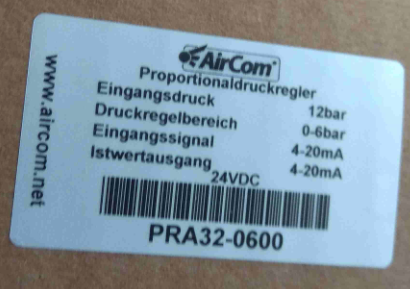 AirCom®
Proportionaldruckregler
Eingangsdruck 12bar
Druckregelbereich 0-6bar
Eingangssignal 4-20mA
Istwertausgang 4-20mA
24VDC
PRA32-0600
www.aircom.net